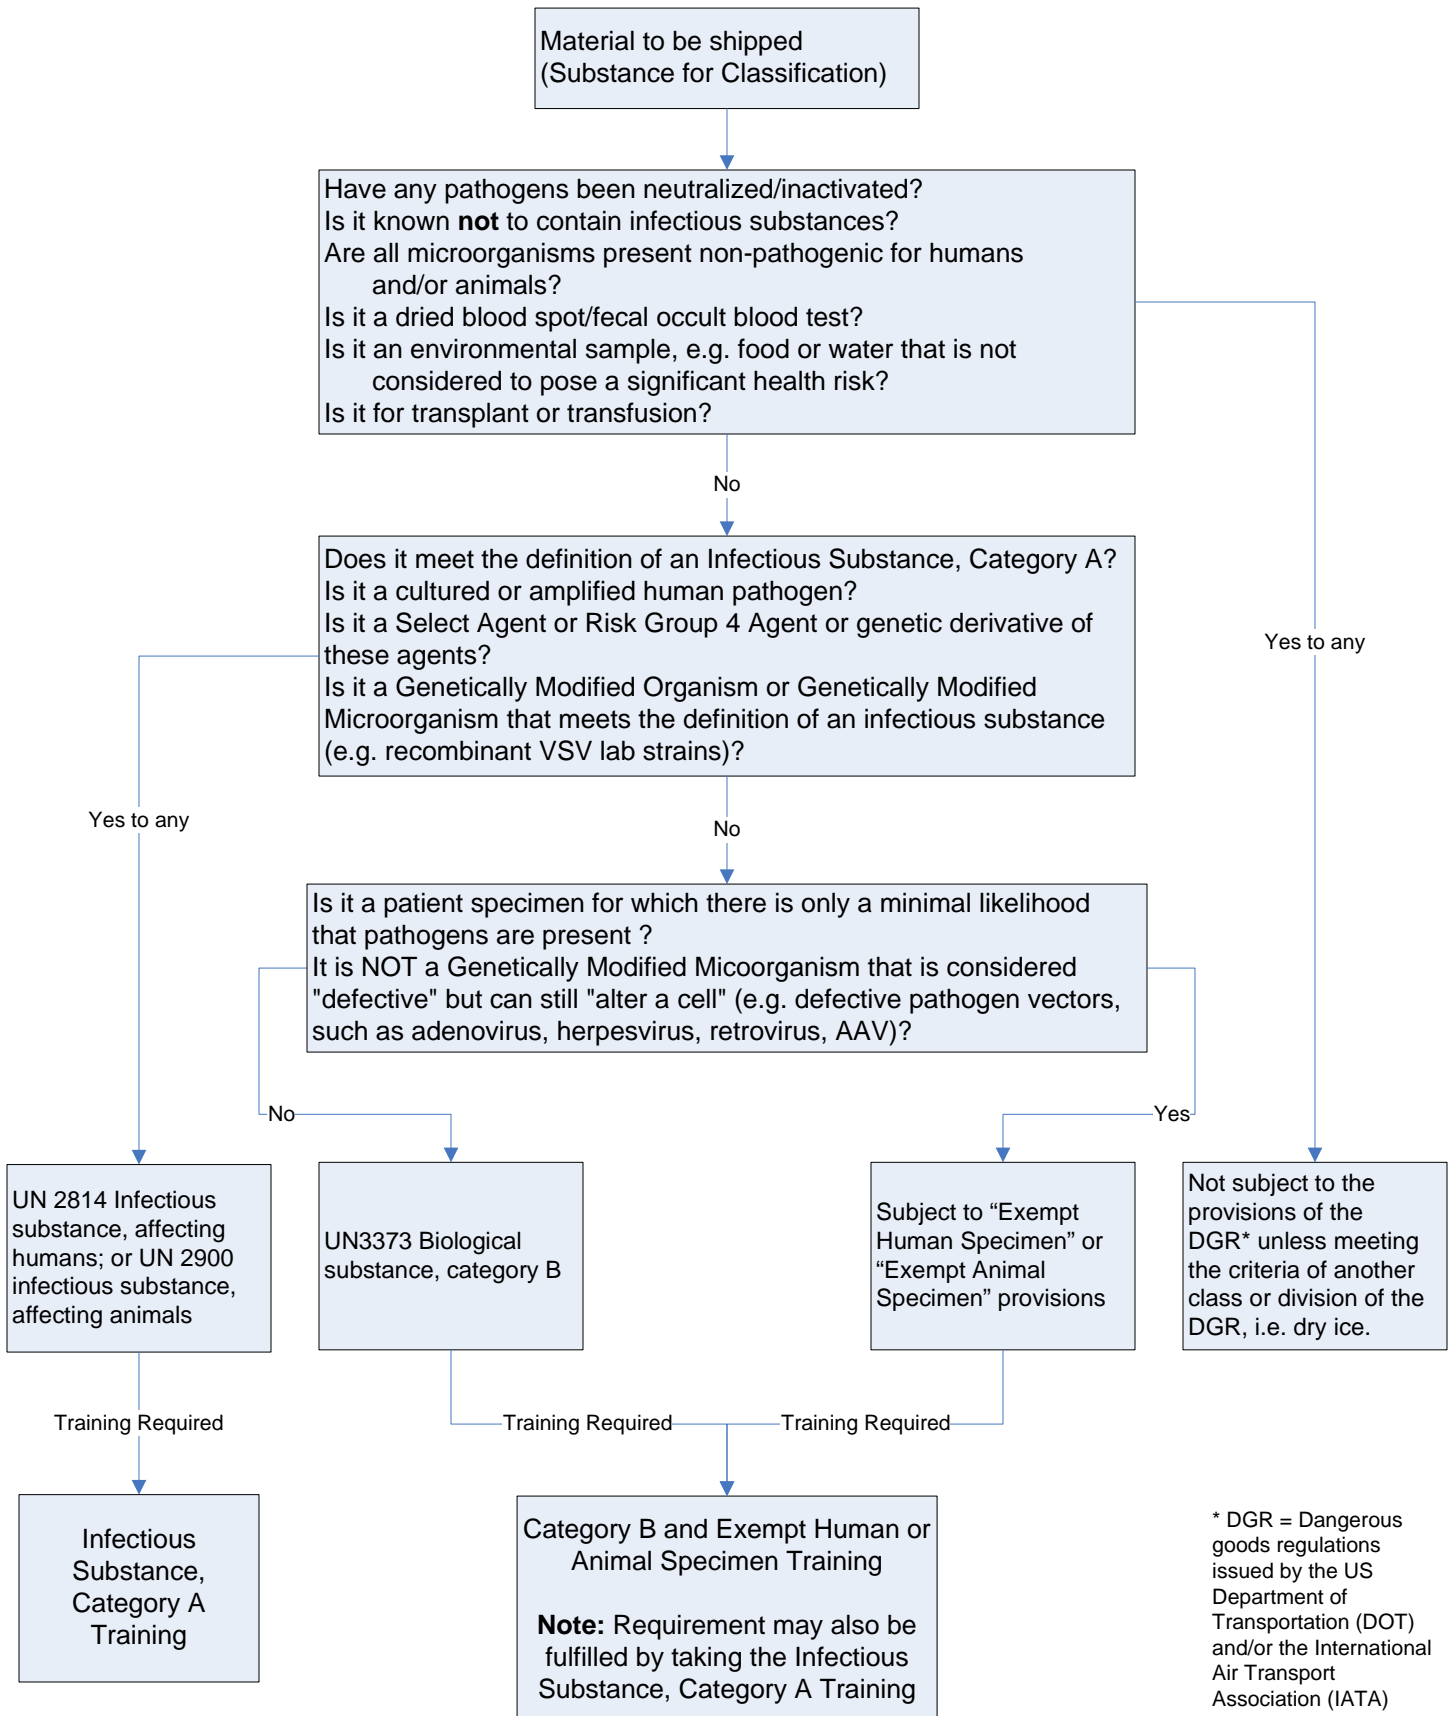 Material to be shipped
(Substance for Classification)
Have any pathogens been neutralized/inactivated?
Is it known not to contain infectious substances?
Are all microorganisms present non-pathogenic for humans
and/or animals?
Is it a dried blood spot/fecal occult blood test?
Is it an environmental sample, e.g. food or water that is not
considered to pose a significant health risk?
Is it for transplant or transfusion?
No
Yes to any
Does it meet the definition of an Infectious Substance, Category A?
Is it a cultured or amplified human pathogen?
Is it a Select Agent or Risk Group 4 Agent or genetic derivative of
these agents?
Is it a Genetically Modified Organism or Genetically Modified
Microorganism that meets the definition of an infectious substance
(e.g. recombinant VSV lab strains)?
Yes to any
No
Is it a patient specimen for which there is only a minimal likelihood
that pathogens are present ?
It is NOT a Genetically Modified Micoorganism that is considered
"defective" but can still "alter a cell" (e.g. defective pathogen vectors,
such as adenovirus, herpesvirus, retrovirus, AAV)?
No
Yes
UN 2814 Infectious
substance, affecting
humans; or UN 2900
infectious substance,
affecting animals
UN3373 Biological
substance, category B
Subject to “Exempt
Human Specimen” or
“Exempt Animal
Specimen” provisions
Not subject to the
provisions of the
DGR* unless meeting
the criteria of another
class or division of the
DGR, i.e. dry ice.
Training Required
Training Required
Training Required
Infectious
Substance,
Category A
Training
Category B and Exempt Human or
Animal Specimen Training
Note: Requirement may also be
fulfilled by taking the Infectious
Substance, Category A Training
* DGR = Dangerous
goods regulations
issued by the US
Department of
Transportation (DOT)
and/or the International
Air Transport
Association (IATA)